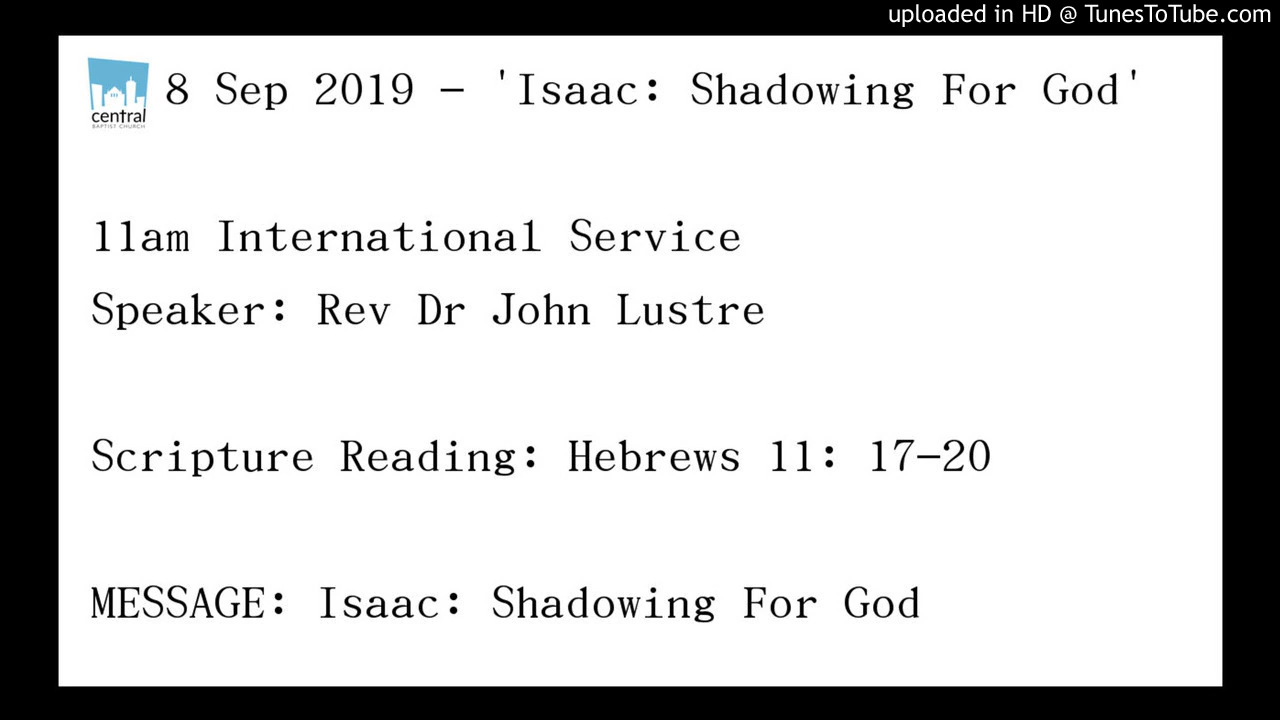 uploaded in HD @ TunesToTube.com
8 Sep 2019 - 'Isaac: Shadowing For God'
central
BAPTIST CHURCH
11am International Service
Speaker: Rev Dr John Lustre
Scripture Reading: Hebrews 11: 17-20
MESSAGE: Isaac: Shadowing For God